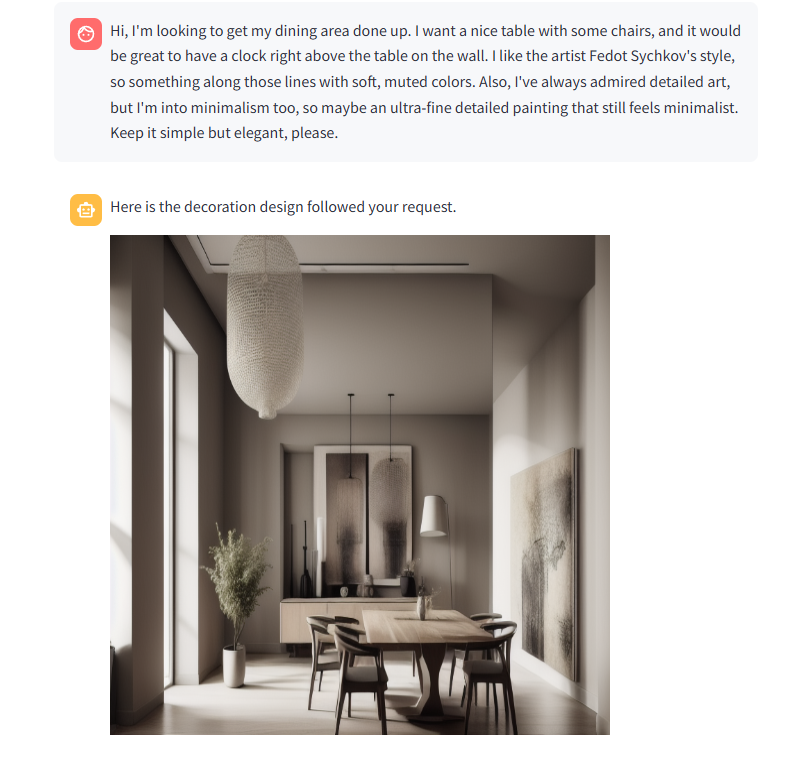 Hi, I'm looking to get my dining area done up. I want a nice table with some chairs, and it would
be great to have a clock right above the table on the wall. I like the artist Fedot Sychkov's style,
so something along those lines with soft, muted colors. Also, I've always admired detailed art,
but I'm into minimalism too, so maybe an ultra-fine detailed painting that still feels minimalist.
Keep it simple but elegant, please.
Here is the decoration design followed your request.